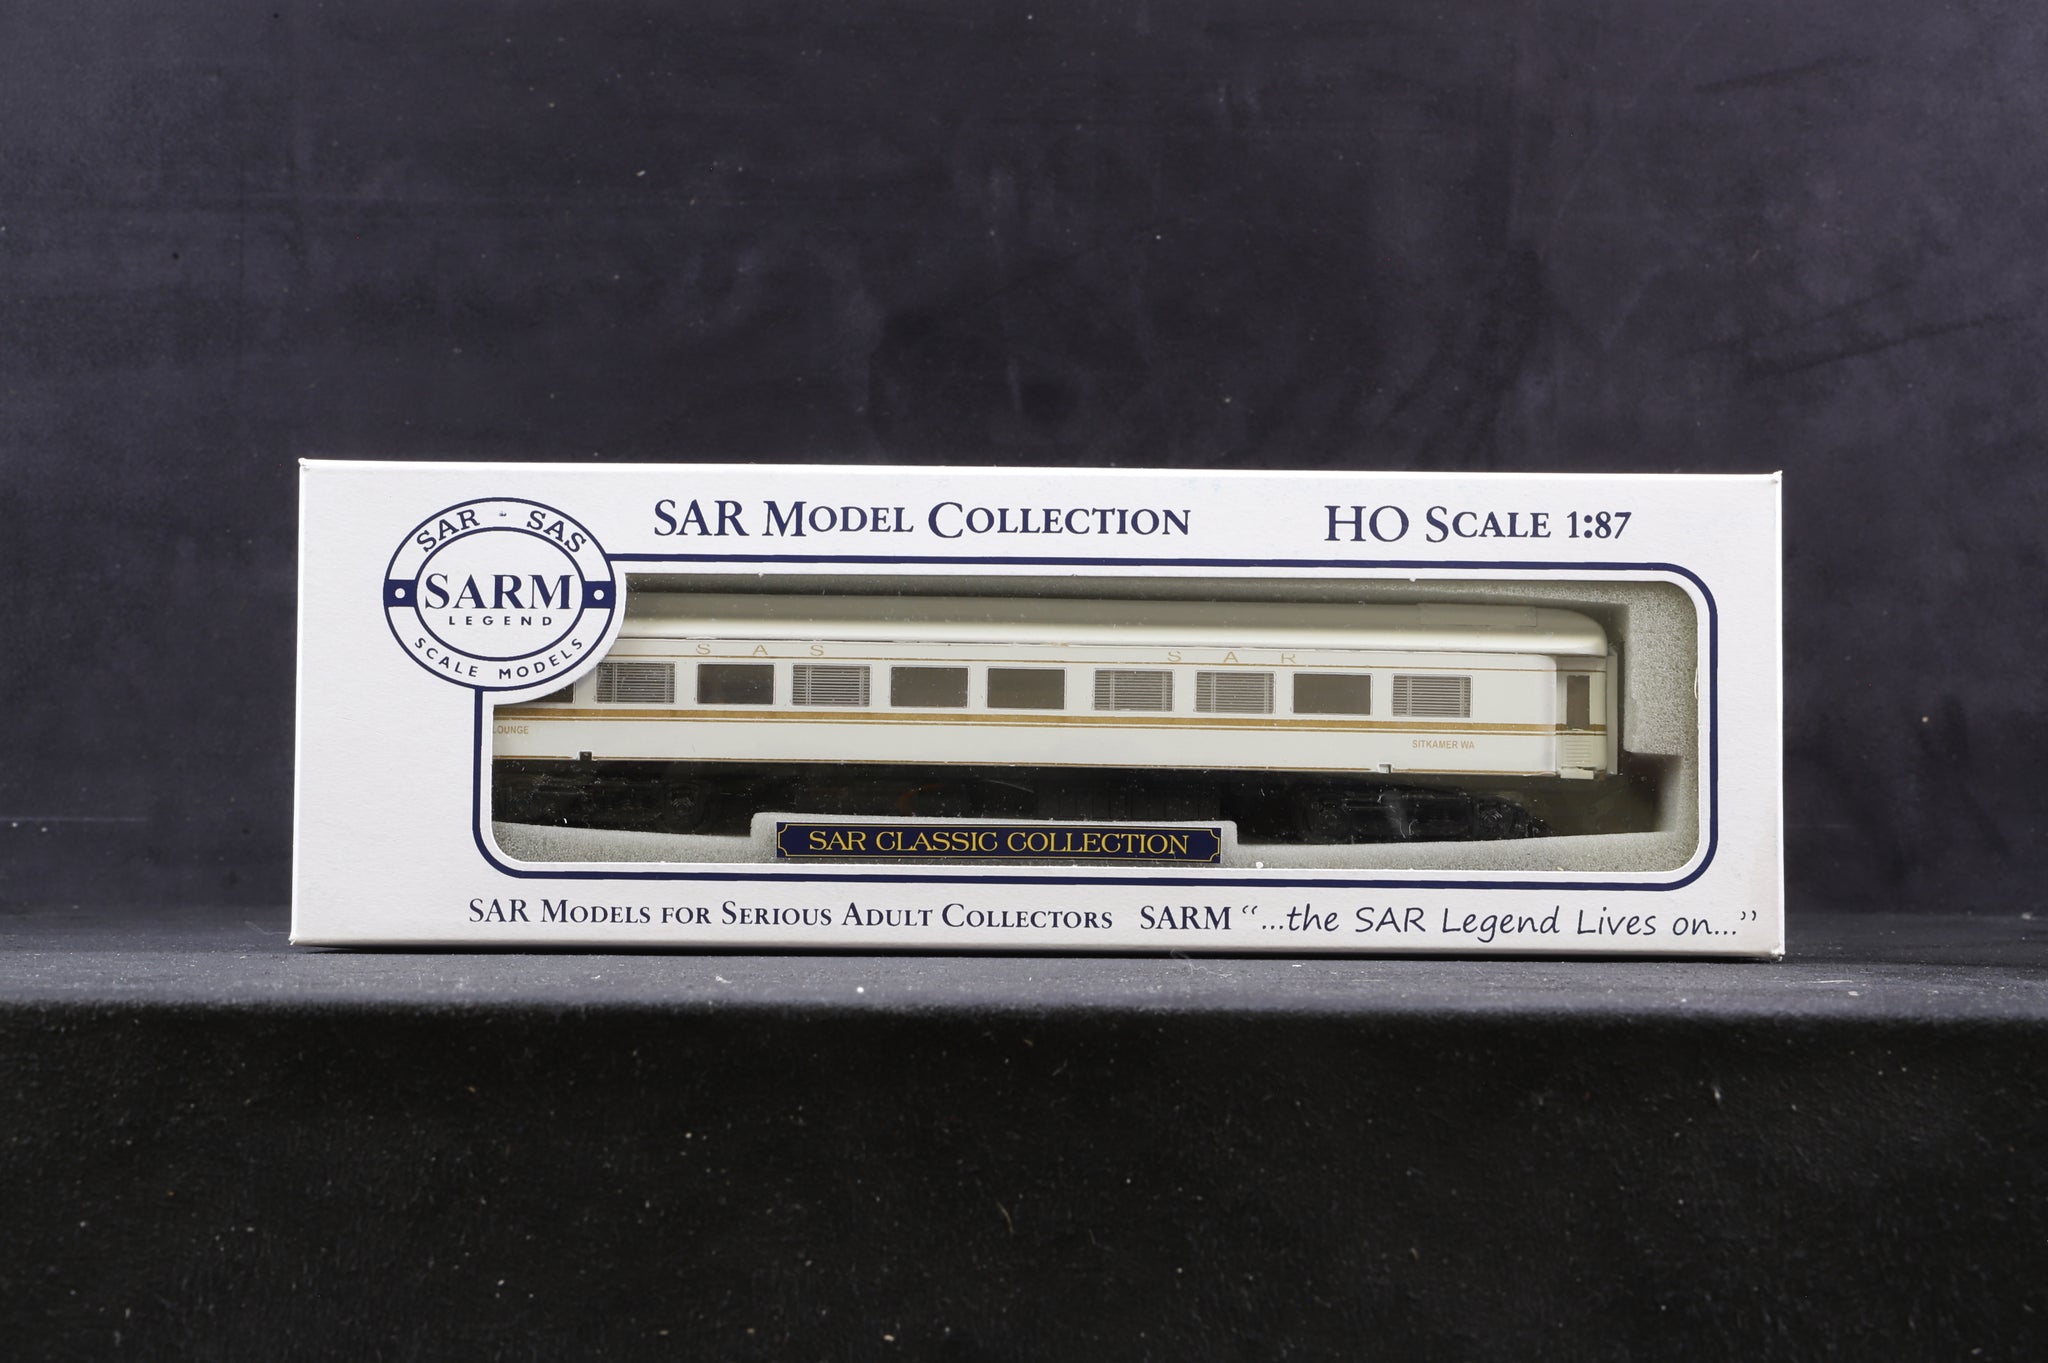 SAR MODEL COLLECTION
HO SCALE 1:87
SAR - SAS
SARM
LEGEND
SCALE MODELS
S A S - S A R
LOUNGE
SITKAMER WA
SAR CLASSIC COLLECTION
SAR MODELS FOR SERIOUS ADULT COLLECTORS SARM “...the SAR Legend Lives on...”